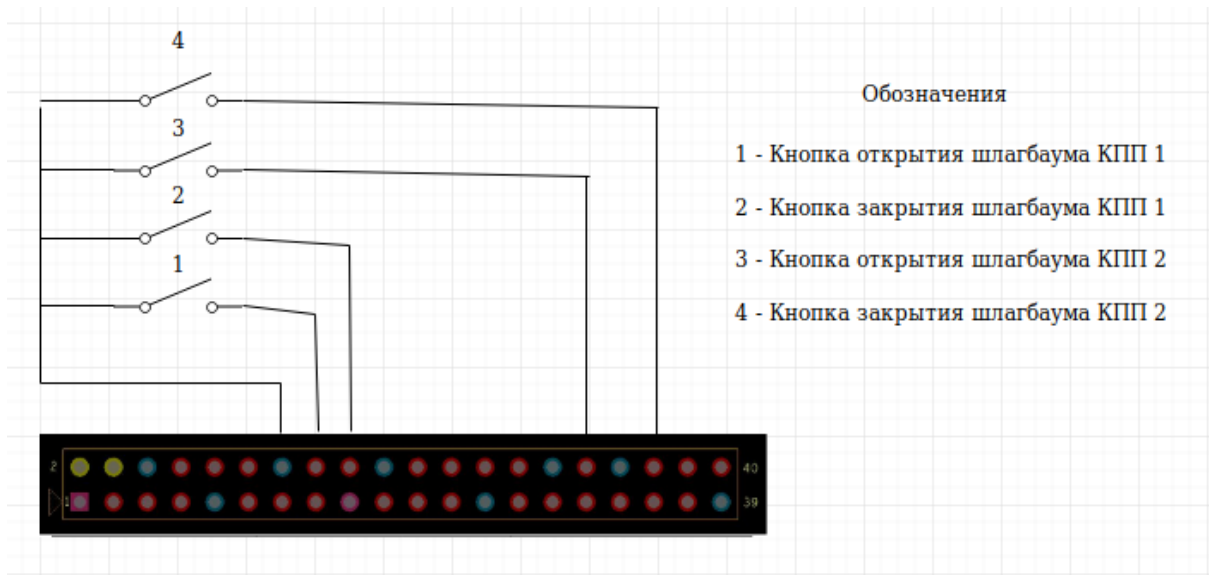 4
3
2
1
Обозначения
1 - Кнопка открытия шлагбаума КПП 1
2 - Кнопка закрытия шлагбаума КПП 1
3 - Кнопка открытия шлагбаума КПП 2
4 - Кнопка закрытия шлагбаума КПП 2
2 40
1 39